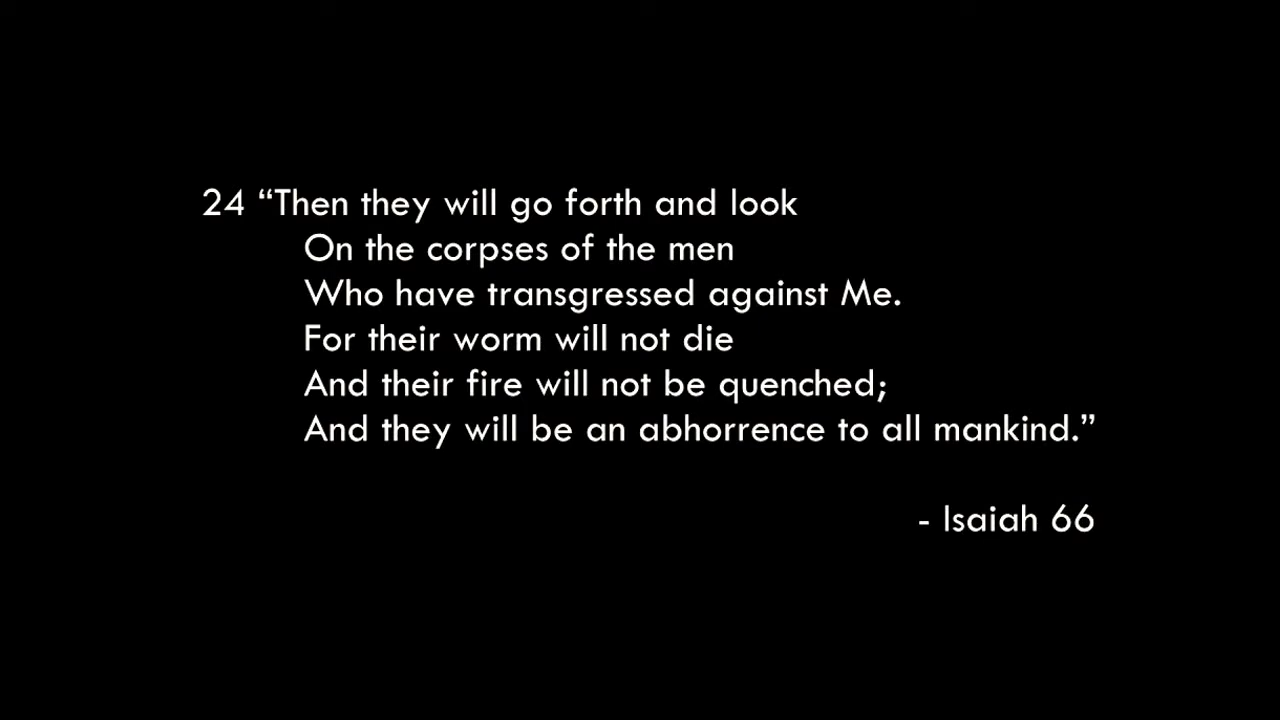 24 “Then they will go forth and look
On the corpses of the men
Who have transgressed against Me.
For their worm will not die
And their fire will not be quenched;
And they will be an abhorrence to all mankind.”
- Isaiah 66